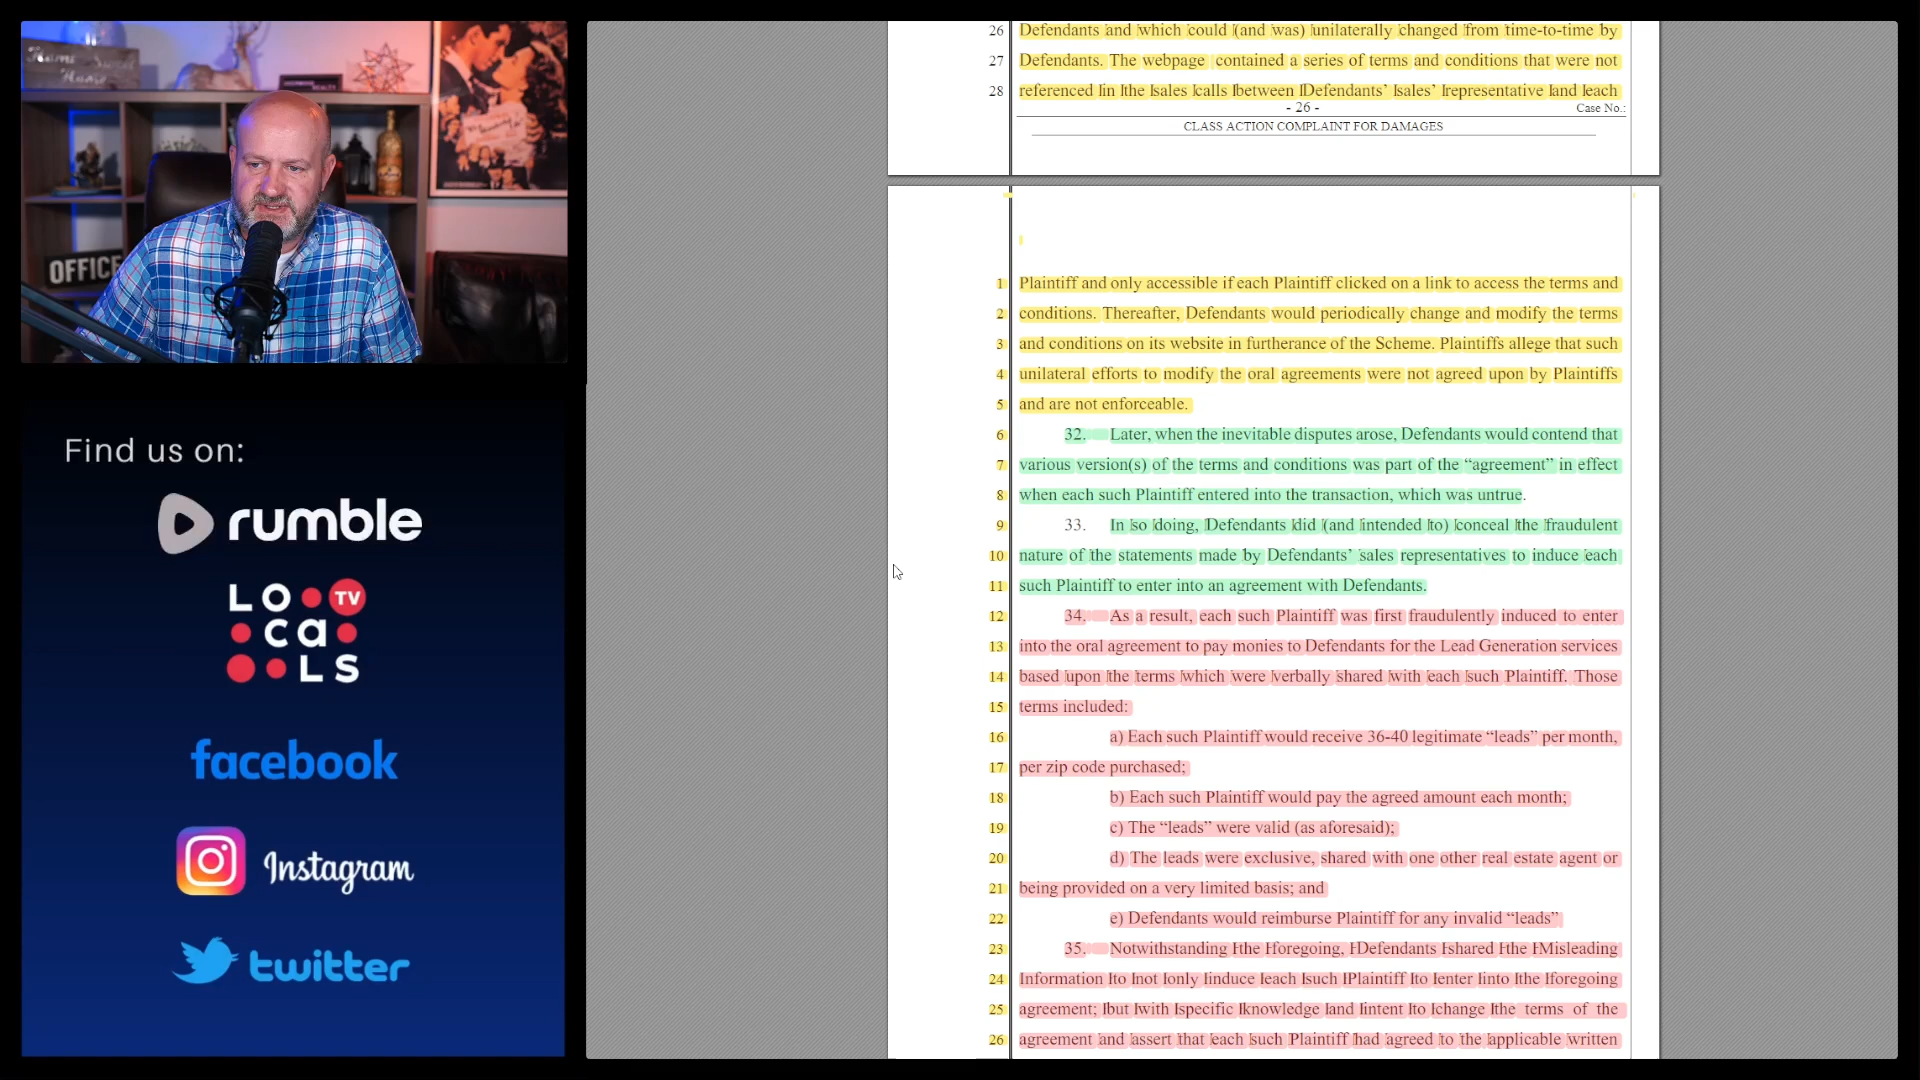 OFFICE
Find us on:
rumble
LOCALS TV
facebook
Instagram
twitter
26 Defendants and which could (and was) unilaterally changed from time-to-time by
27 Defendants. The webpage contained a series of terms and conditions that were not
28 referenced in the sales calls between Defendants’ sales’ representative and each
- 26 - Case No.:
CLASS ACTION COMPLAINT FOR DAMAGES
1 Plaintiff and only accessible if each Plaintiff clicked on a link to access the terms and
2 conditions. Thereafter, Defendants would periodically change and modify the terms
3 and conditions on its website in furtherance of the Scheme. Plaintiffs allege that such
4 unilateral efforts to modify the oral agreements were not agreed upon by Plaintiffs
5 and are not enforceable.
6 32. Later, when the inevitable disputes arose, Defendants would contend that
7 various version(s) of the terms and conditions was part of the “agreement” in effect
8 when each such Plaintiff entered into the transaction, which was untrue.
9 33. In so doing, Defendants did (and intended to) conceal the fraudulent
10 nature of the statements made by Defendants’ sales representatives to induce each
11 such Plaintiff to enter into an agreement with Defendants.
12 34. As a result, each such Plaintiff was first fraudulently induced to enter
13 into the oral agreement to pay monies to Defendants for the Lead Generation services
14 based upon the terms which were verbally shared with each such Plaintiff. Those
15 terms included:
16 a) Each such Plaintiff would receive 36-40 legitimate “leads” per month,
17 per zip code purchased;
18 b) Each such Plaintiff would pay the agreed amount each month;
19 c) The “leads” were valid (as aforesaid);
20 d) The leads were exclusive, shared with one other real estate agent or
21 being provided on a very limited basis; and
22 e) Defendants would reimburse Plaintiff for any invalid “leads”
23 35. Notwithstanding the foregoing, Defendants shared the Misleading
24 Information to not only induce each such Plaintiff to enter into the foregoing
25 agreement; but with specific knowledge and intent to change the terms of the
26 agreement and assert that each such Plaintiff had agreed to the applicable written